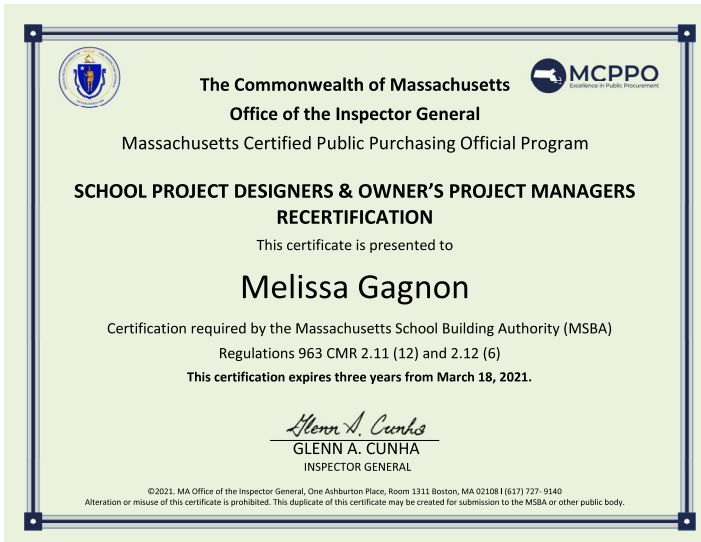 The Commonwealth of Massachusetts
MCPPO
Excellence in Public Procurement
Office of the Inspector General
Massachusetts Certified Public Purchasing Official Program
SCHOOL PROJECT DESIGNERS & OWNER’S PROJECT MANAGERS
RECERTIFICATION
This certificate is presented to
Melissa Gagnon
Certification required by the Massachusetts School Building Authority (MSBA)
Regulations 963 CMR 2.11 (12) and 2.12 (6)
This certification expires three years from March 18, 2021.
Glenn A. Cunha
GLENN A. CUNHA
INSPECTOR GENERAL
©2021. MA Office of the Inspector General, One Ashburton Place, Room 1311 Boston, MA 02108 l (617) 727- 9140
Alteration or misuse of this certificate is prohibited. This duplicate of this certificate may be created for submission to the MSBA or other public body.